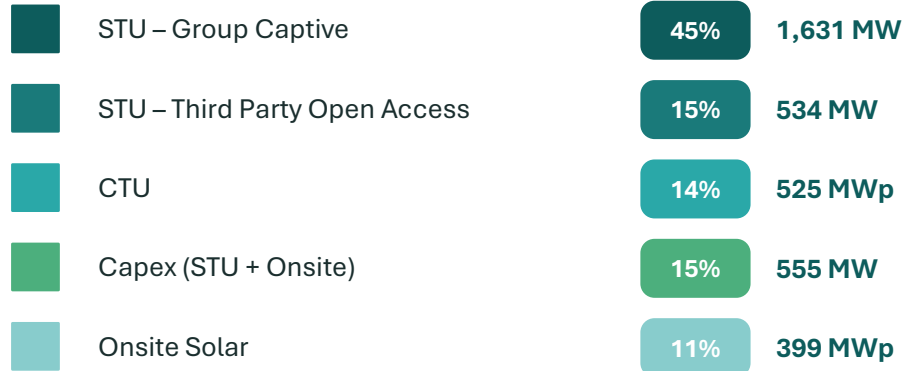 STU – Group Captive 45% 1,631 MW
STU – Third Party Open Access 15% 534 MW
CTU 14% 525 MWp
Capex (STU + Onsite) 15% 555 MW
Onsite Solar 11% 399 MWp